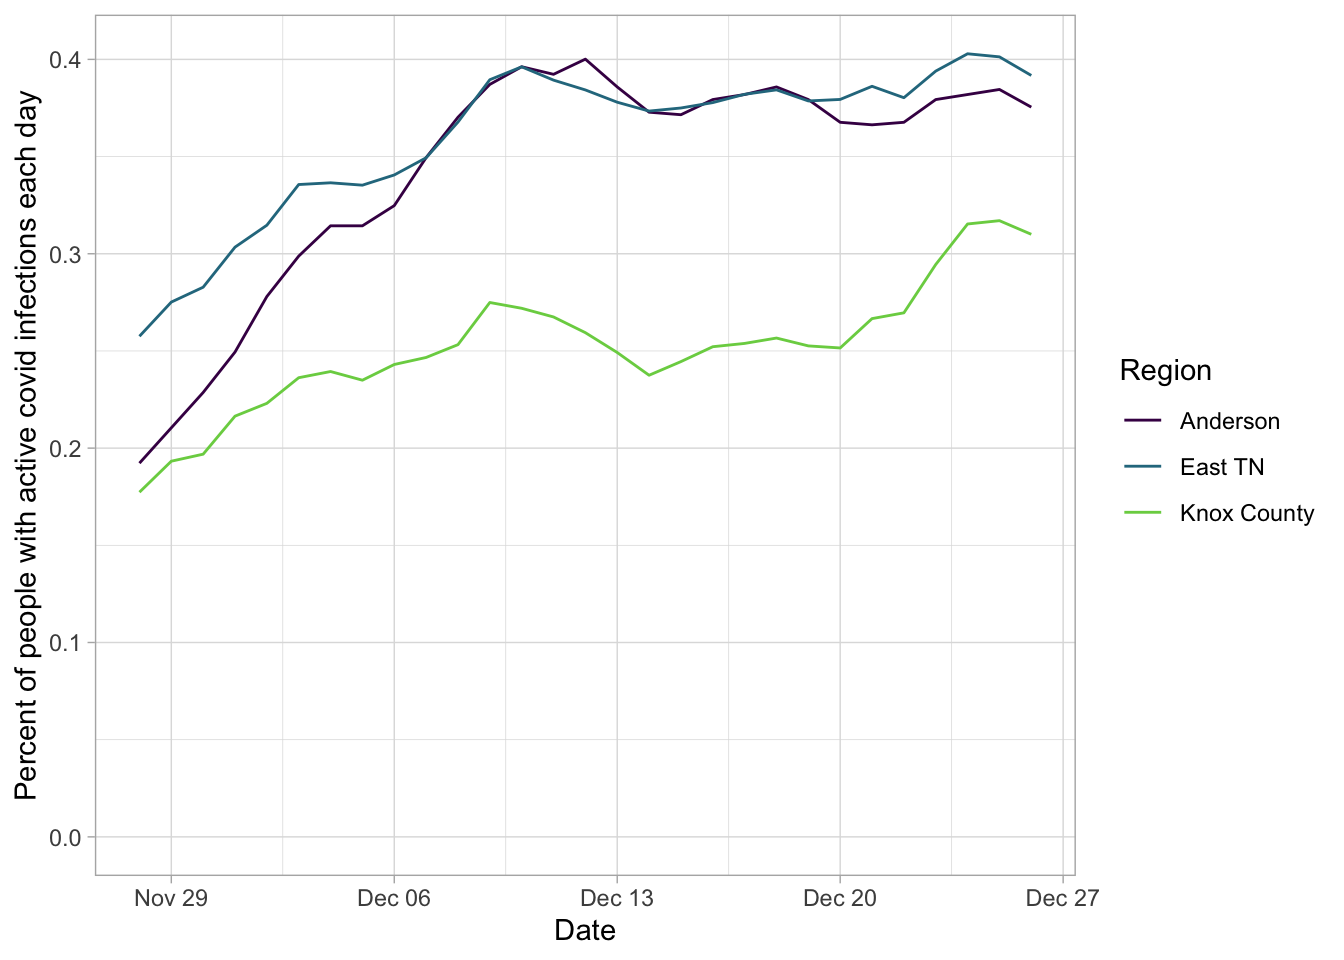 Percent of people with active covid infections each day
0.4
0.3
0.2
0.1
0.0
Nov 29
Dec 06
Dec 13
Dec 20
Dec 27
Date
Region
Anderson
East TN
Knox County